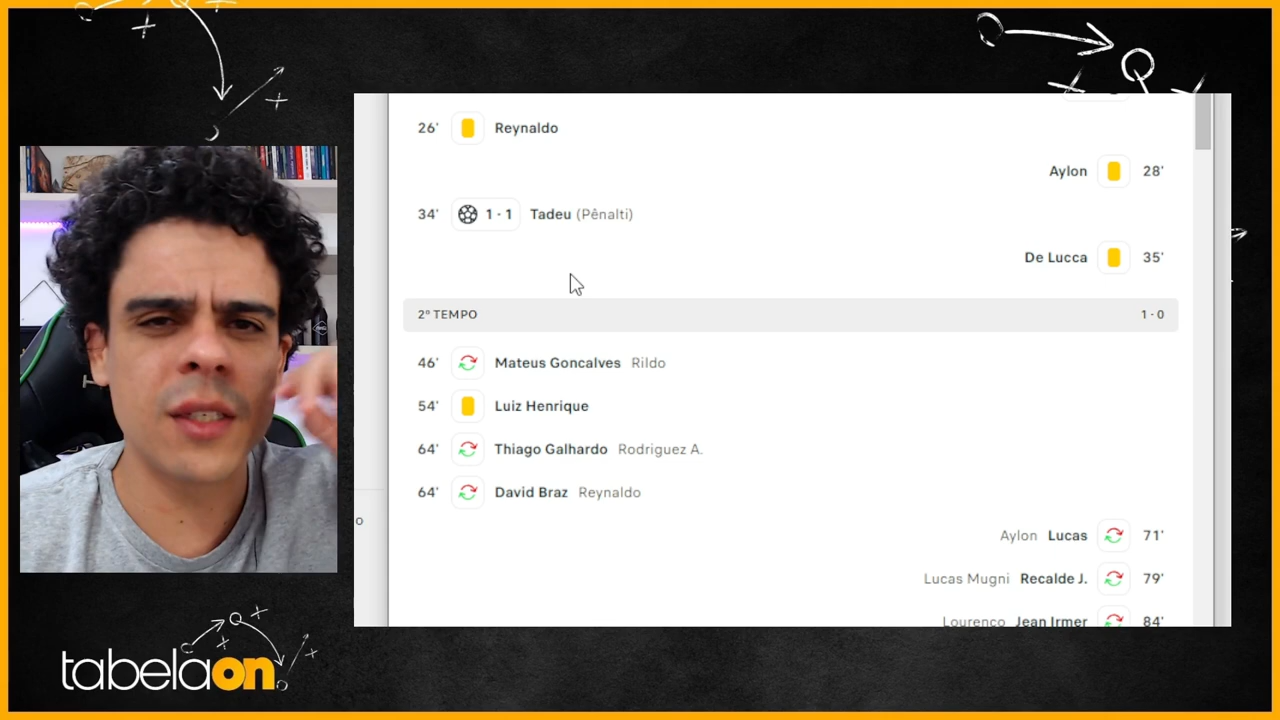 26' Reynaldo
Aylon 28'
34' 1 - 1 Tadeu (Pênalti)
De Lucca 35'
2º TEMPO 1 - 0
46' Mateus Goncalves Rildo
54' Luiz Henrique
64' Thiago Galhardo Rodriguez A.
64' David Braz Reynaldo
o
Aylon Lucas 71'
Lucas Mugni Recalde J. 79'
Lourenco Jean Irmer 84'
tabelaon